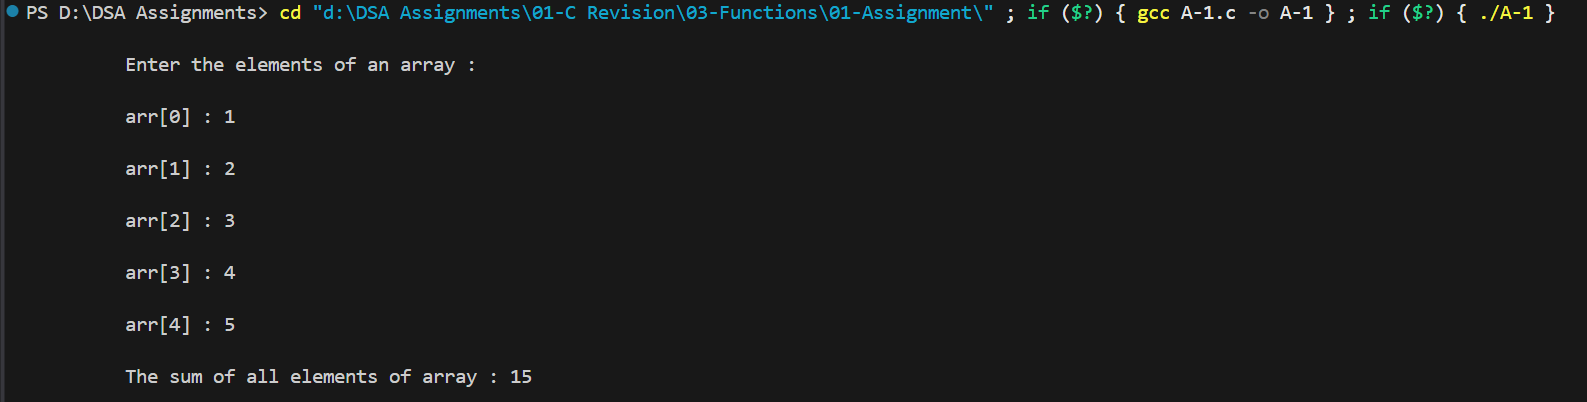 PS D:\DSA Assignments> cd "d:\DSA Assignments\01-C Revision\03-Functions\01-Assignment\" ; if ($?) { gcc A-1.c -o A-1 } ; if ($?) { ./A-1 }
Enter the elements of an array :
arr[0] : 1
arr[1] : 2
arr[2] : 3
arr[3] : 4
arr[4] : 5
The sum of all elements of array : 15